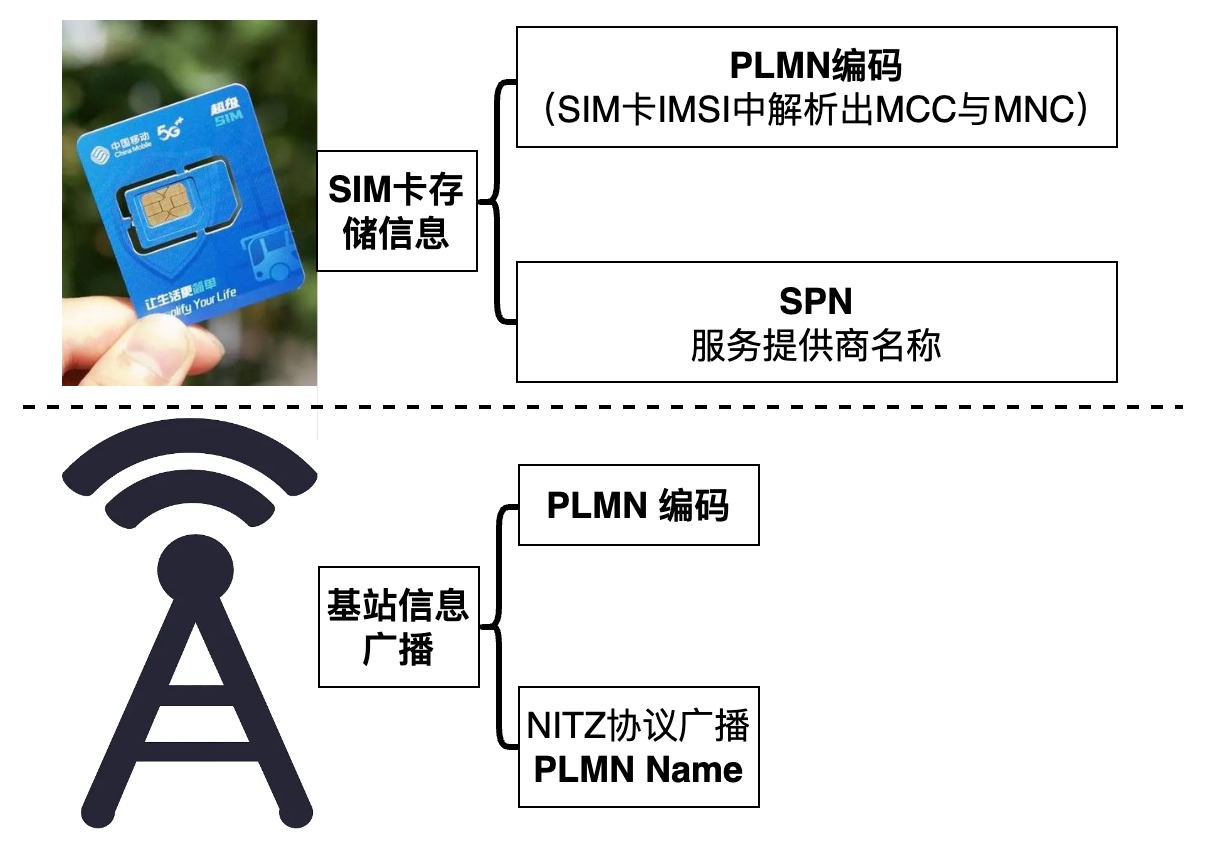 超级
SIM
中国移动
China Mobile
5G+
让生活更简单
plify Your Life
SIM卡存
储信息
PLMN编码
（SIM卡IMSI中解析出MCC与MNC）
SPN
服务提供商名称
基站信息
广播
PLMN 编码
NITZ协议广播
PLMN Name